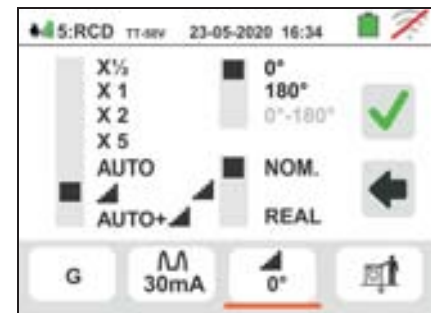 5:RCD TT-50V 23-05-2020 16:34
X½ 0°
X 1 180°
X 2 0°-180°
X 5
AUTO NOM.
AUTO+ REAL
G 30mA 0°